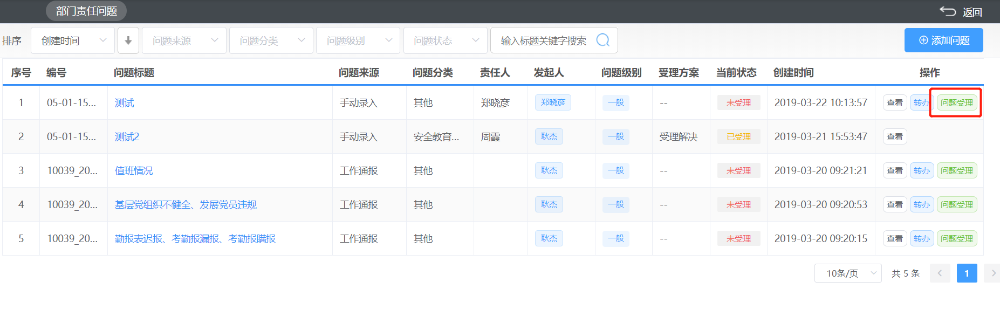 部门责任问题 返回
排序 创建时间 问题来源 问题分类 问题级别 问题状态 输入标题关键字搜索 添加问题
序号 编号 问题标题 问题来源 问题分类 责任人 发起人 问题级别 受理方案 当前状态 创建时间 操作
1 05-01-15... 测试 手动录入 其他 郑晓彦 郑晓彦 一般 -- 未受理 2019-03-22 10:13:57 查看 转办 问题受理
2 05-01-15... 测试2 手动录入 安全教育... 周霞 耿杰 一般 受理解决 已受理 2019-03-21 15:53:47 查看
3 10039_20... 值班情况 工作通报 其他 耿杰 一般 -- 未受理 2019-03-20 09:21:21 查看 转办 问题受理
4 10039_20... 基层党组织不健全、发展党员违规 工作通报 其他 耿杰 一般 -- 未受理 2019-03-20 09:20:53 查看 转办 问题受理
5 10039_20... 勤报表迟报、考勤报漏报、考勤报瞒报 工作通报 其他 耿杰 一般 -- 未受理 2019-03-20 09:20:15 查看 转办 问题受理
10条/页 共 5 条 1